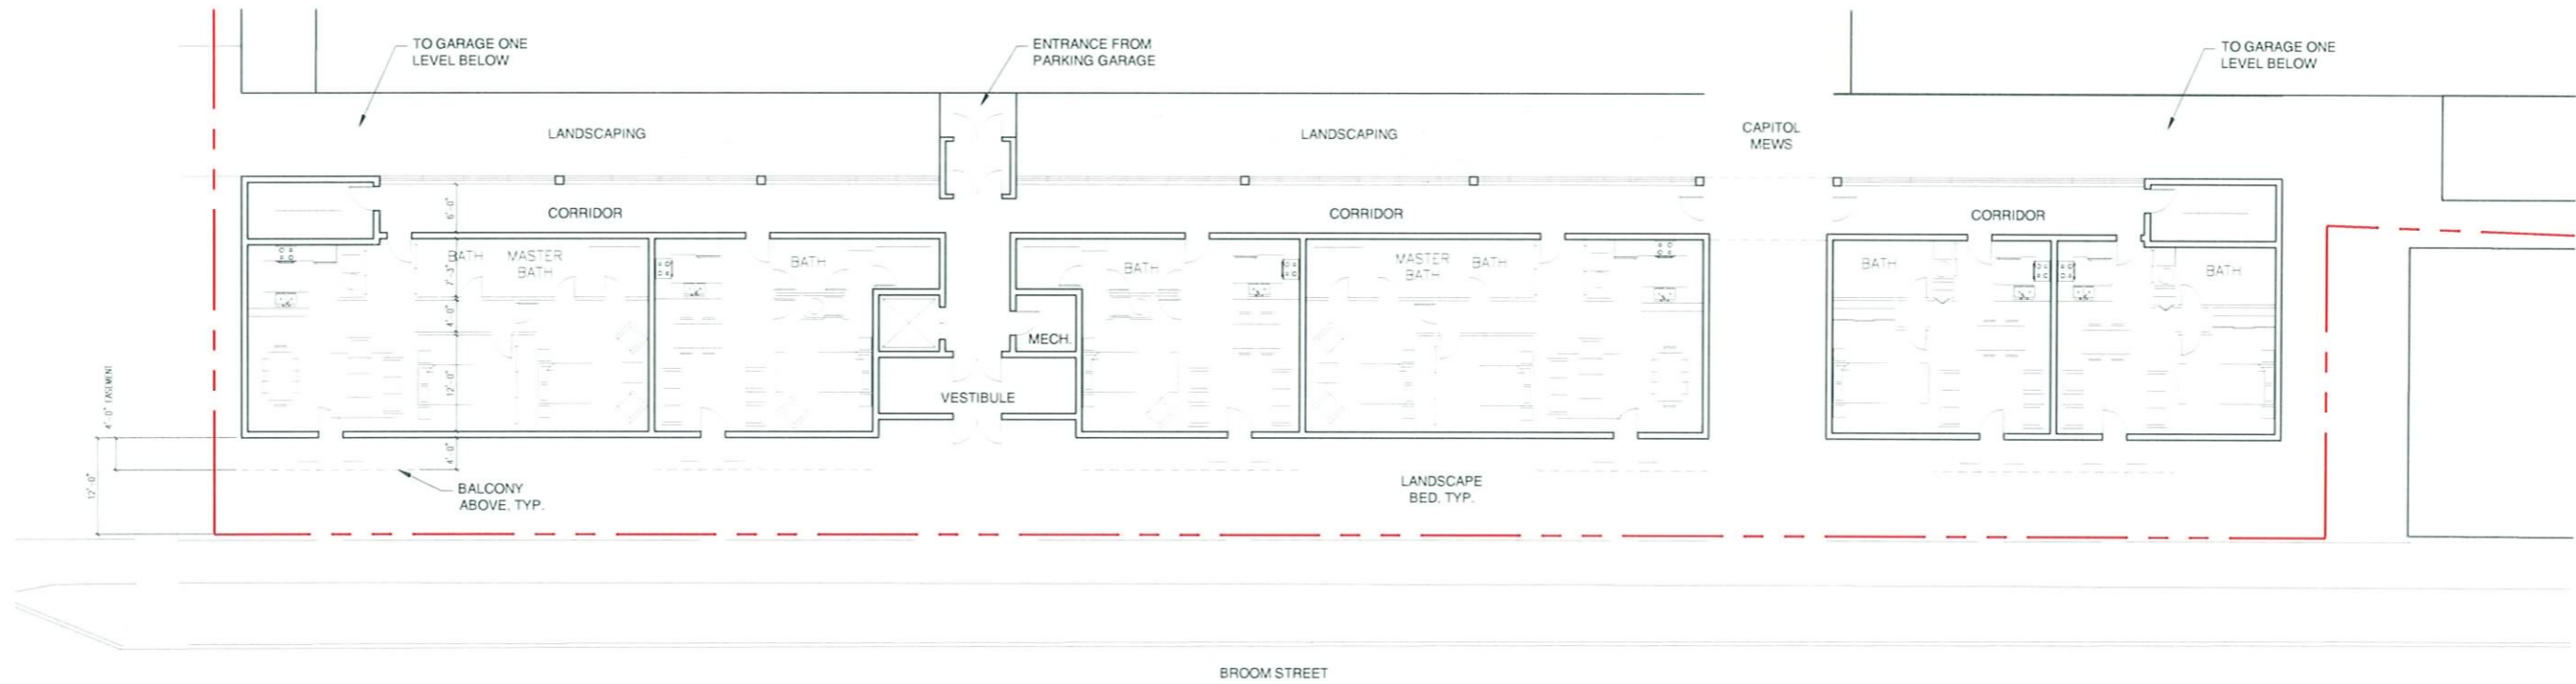 TO GARAGE ONE
LEVEL BELOW
ENTRANCE FROM
PARKING GARAGE
TO GARAGE ONE
LEVEL BELOW
LANDSCAPING
LANDSCAPING
CAPITOL
MEWS
6'-0"
CORRIDOR
CORRIDOR
CORRIDOR
BATH
MASTER
BATH
BATH
BATH
MASTER
BATH
BATH
BATH
BATH
7'-3"
4'-0"
MECH.
12'-0"
VESTIBULE
4'-0" EASEMENT
4'-0"
12'-0"
BALCONY
ABOVE, TYP.
LANDSCAPE
BED, TYP.
BROOM STREET